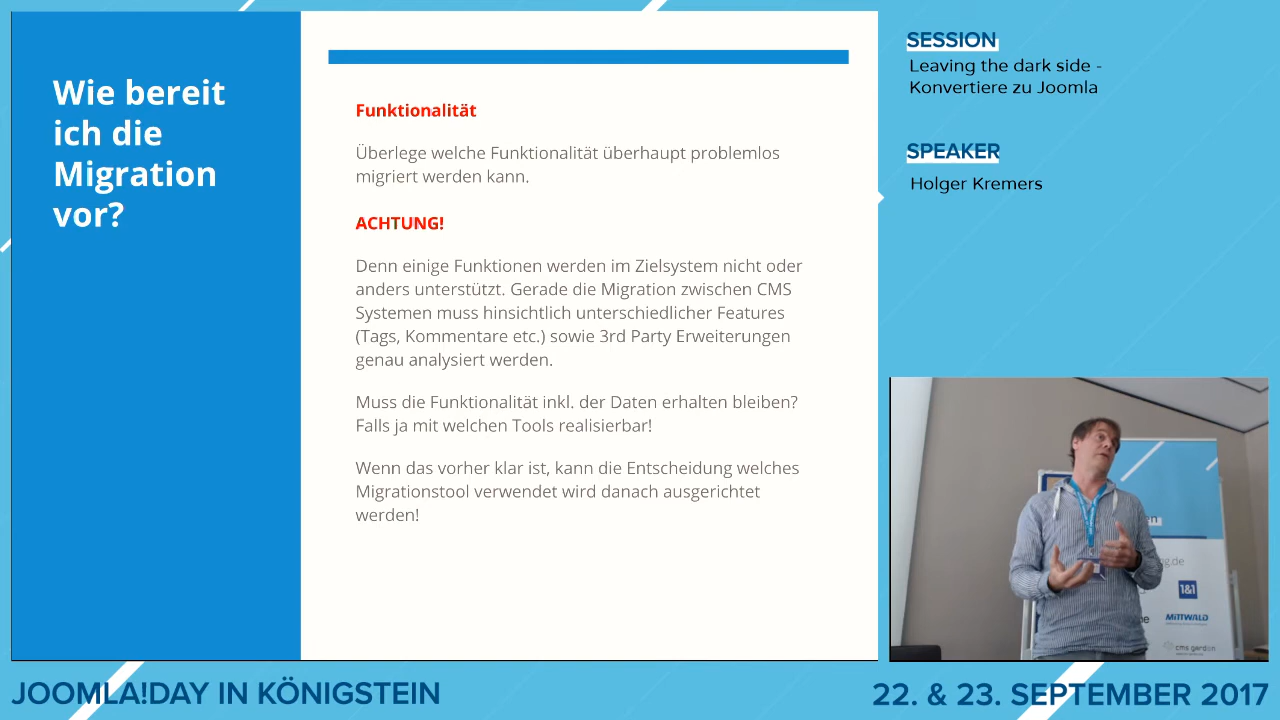 Wie bereit
ich die
Migration
vor?
Funktionalität
Überlege welche Funktionalität überhaupt problemlos
migriert werden kann.
ACHTUNG!
Denn einige Funktionen werden im Zielsystem nicht oder
anders unterstützt. Gerade die Migration zwischen CMS
Systemen muss hinsichtlich unterschiedlicher Features
(Tags, Kommentare etc.) sowie 3rd Party Erweiterungen
genau analysiert werden.
Muss die Funktionalität inkl. der Daten erhalten bleiben?
Falls ja mit welchen Tools realisierbar!
Wenn das vorher klar ist, kann die Entscheidung welches
Migrationstool verwendet wird danach ausgerichtet
werden!
SESSION
Leaving the dark side -
Konvertiere zu Joomla
SPEAKER
Holger Kremers
1&1
MITTWALD
cms garden
JOOMLA!DAY IN KÖNIGSTEIN
22. & 23. SEPTEMBER 2017